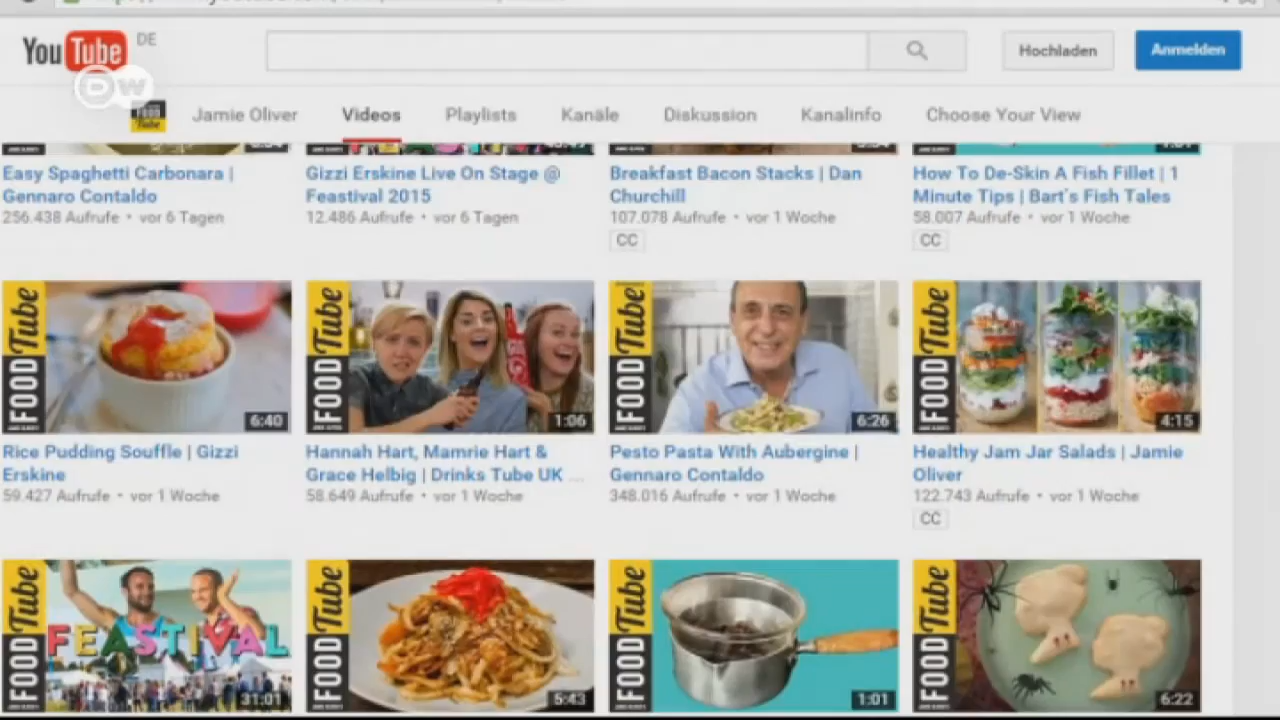 YouTube DE
Hochladen
Anmelden
DW
FOOD Tube
Jamie Oliver
Videos
Playlists
Kanäle
Diskussion
Kanalinfo
Choose Your View
Easy Spaghetti Carbonara |
Gennaro Contaldo
256.438 Aufrufe • vor 6 Tagen
Gizzi Erskine Live On Stage @
Feastival 2015
12.486 Aufrufe • vor 6 Tagen
Breakfast Bacon Stacks | Dan
Churchill
107.078 Aufrufe • vor 1 Woche
CC
How To De-Skin A Fish Fillet | 1
Minute Tips | Bart's Fish Tales
58.007 Aufrufe • vor 1 Woche
CC
FOOD Tube
6:40
Rice Pudding Souffle | Gizzi
Erskine
59.427 Aufrufe • vor 1 Woche
FOOD Tube
1:06
Hannah Hart, Mamrie Hart &
Grace Helbig | Drinks Tube UK ...
58.649 Aufrufe • vor 1 Woche
FOOD Tube
6:26
Pesto Pasta With Aubergine |
Gennaro Contaldo
348.016 Aufrufe • vor 1 Woche
FOOD Tube
4:15
Healthy Jam Jar Salads | Jamie
Oliver
122.743 Aufrufe • vor 1 Woche
CC
FOOD Tube
FEASTIVAL
31:01
FOOD Tube
5:43
FOOD Tube
1:01
FOOD Tube
6:22